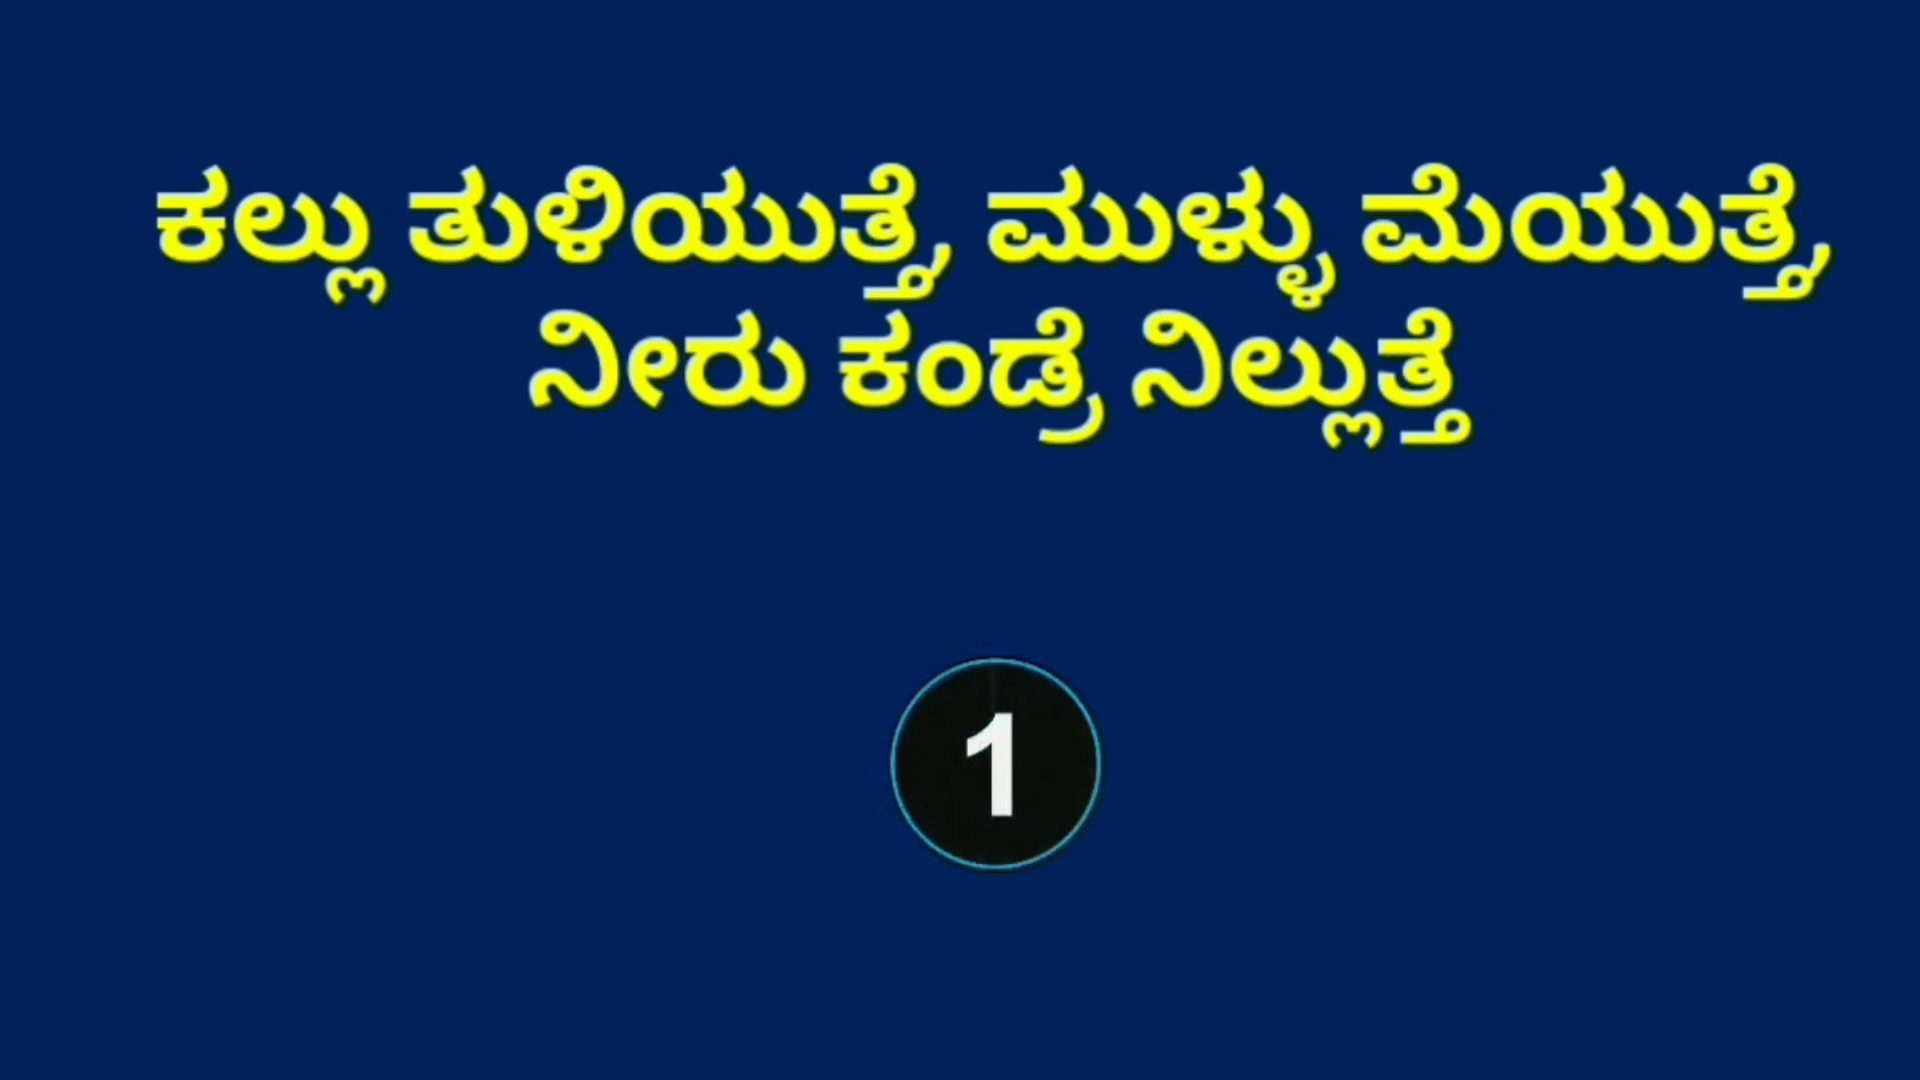 ಕಲ್ಲು ತುಳಿಯುತ್ತೆ, ಮುಳ್ಳು ಮೆಯುತ್ತೆ,
ನೀರು ಕಂಡ್ರೆ ನಿಲ್ಲುತ್ತೆ
1